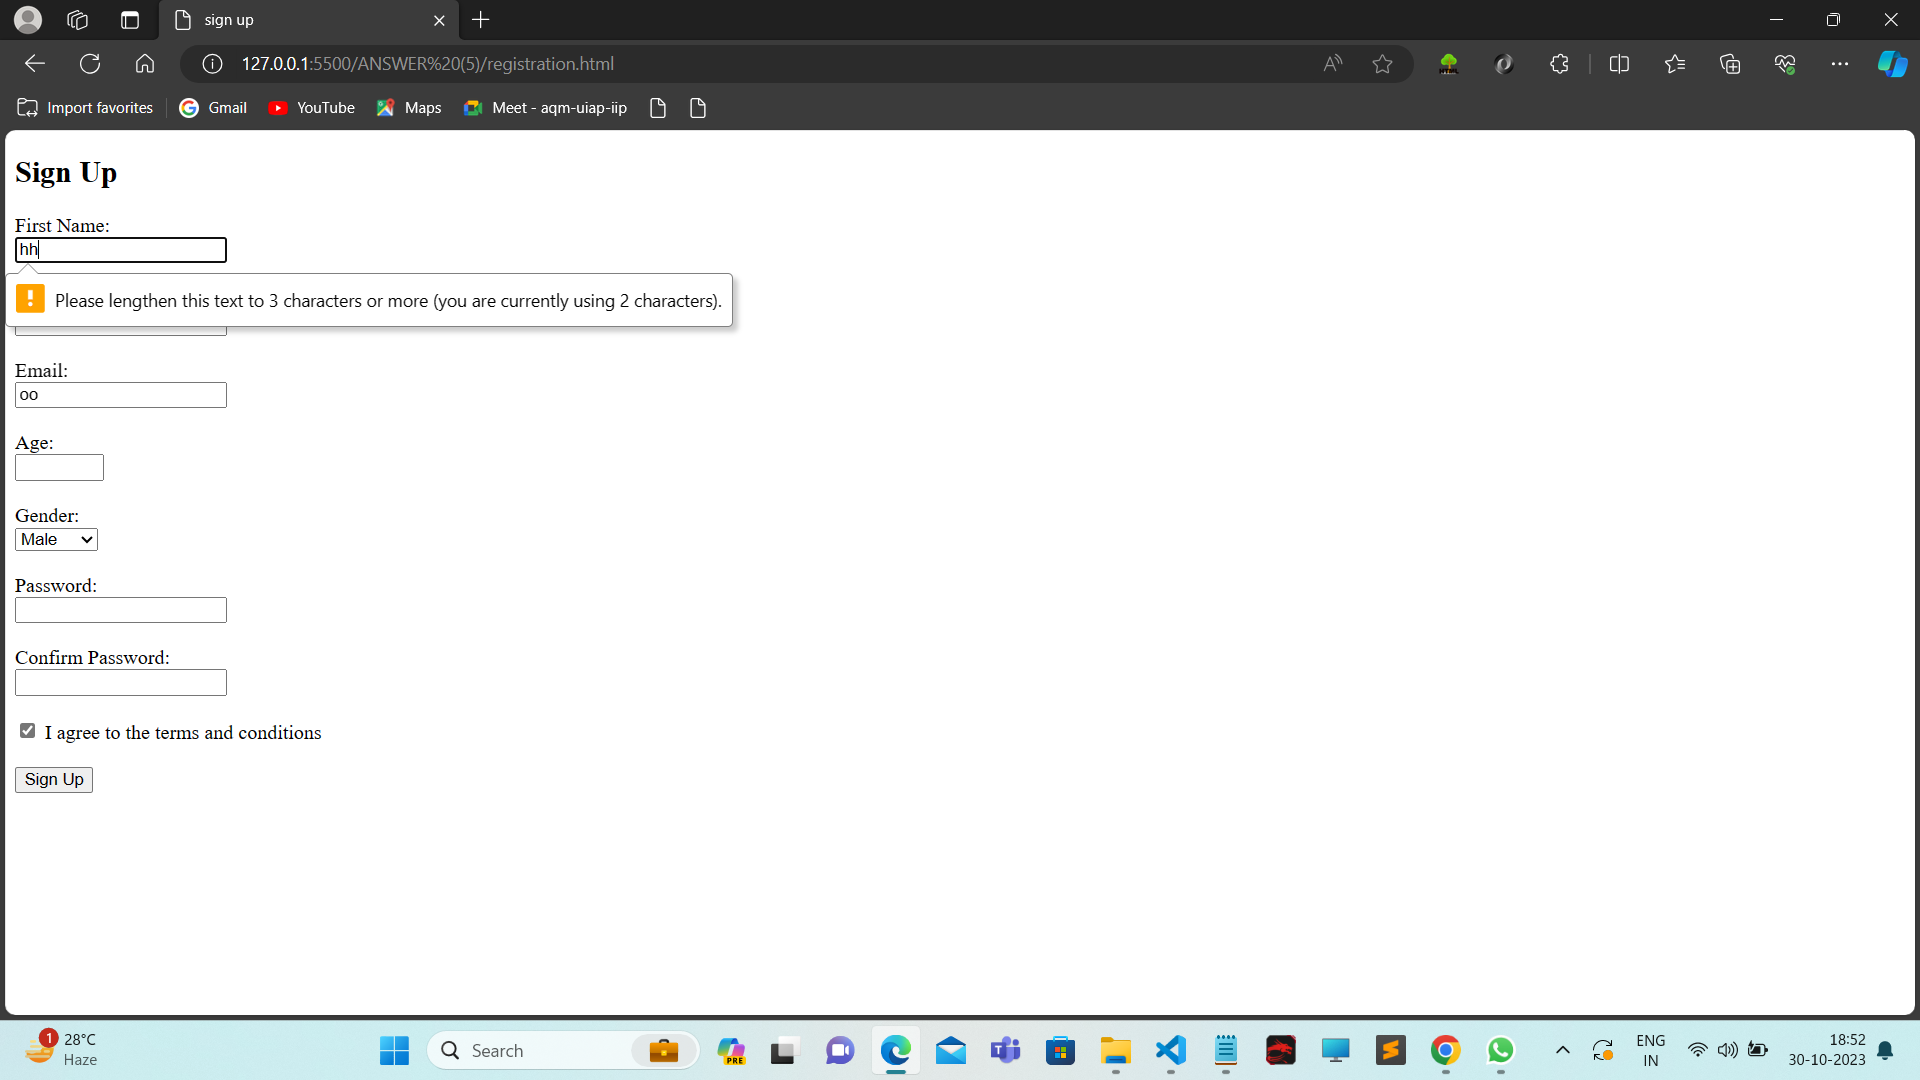 sign up
127.0.0.1:5500/ANSWER%20(5)/registration.html
Import favorites
Gmail
YouTube
Maps
Meet - aqm-uiap-iip
Sign Up
First Name:
hh
Please lengthen this text to 3 characters or more (you are currently using 2 characters).
Email:
oo
Age:
Gender:
Male
Password:
Confirm Password:
I agree to the terms and conditions
Sign Up
1
28°C
Haze
Search
PRE
ENG
IN
18:52
30-10-2023